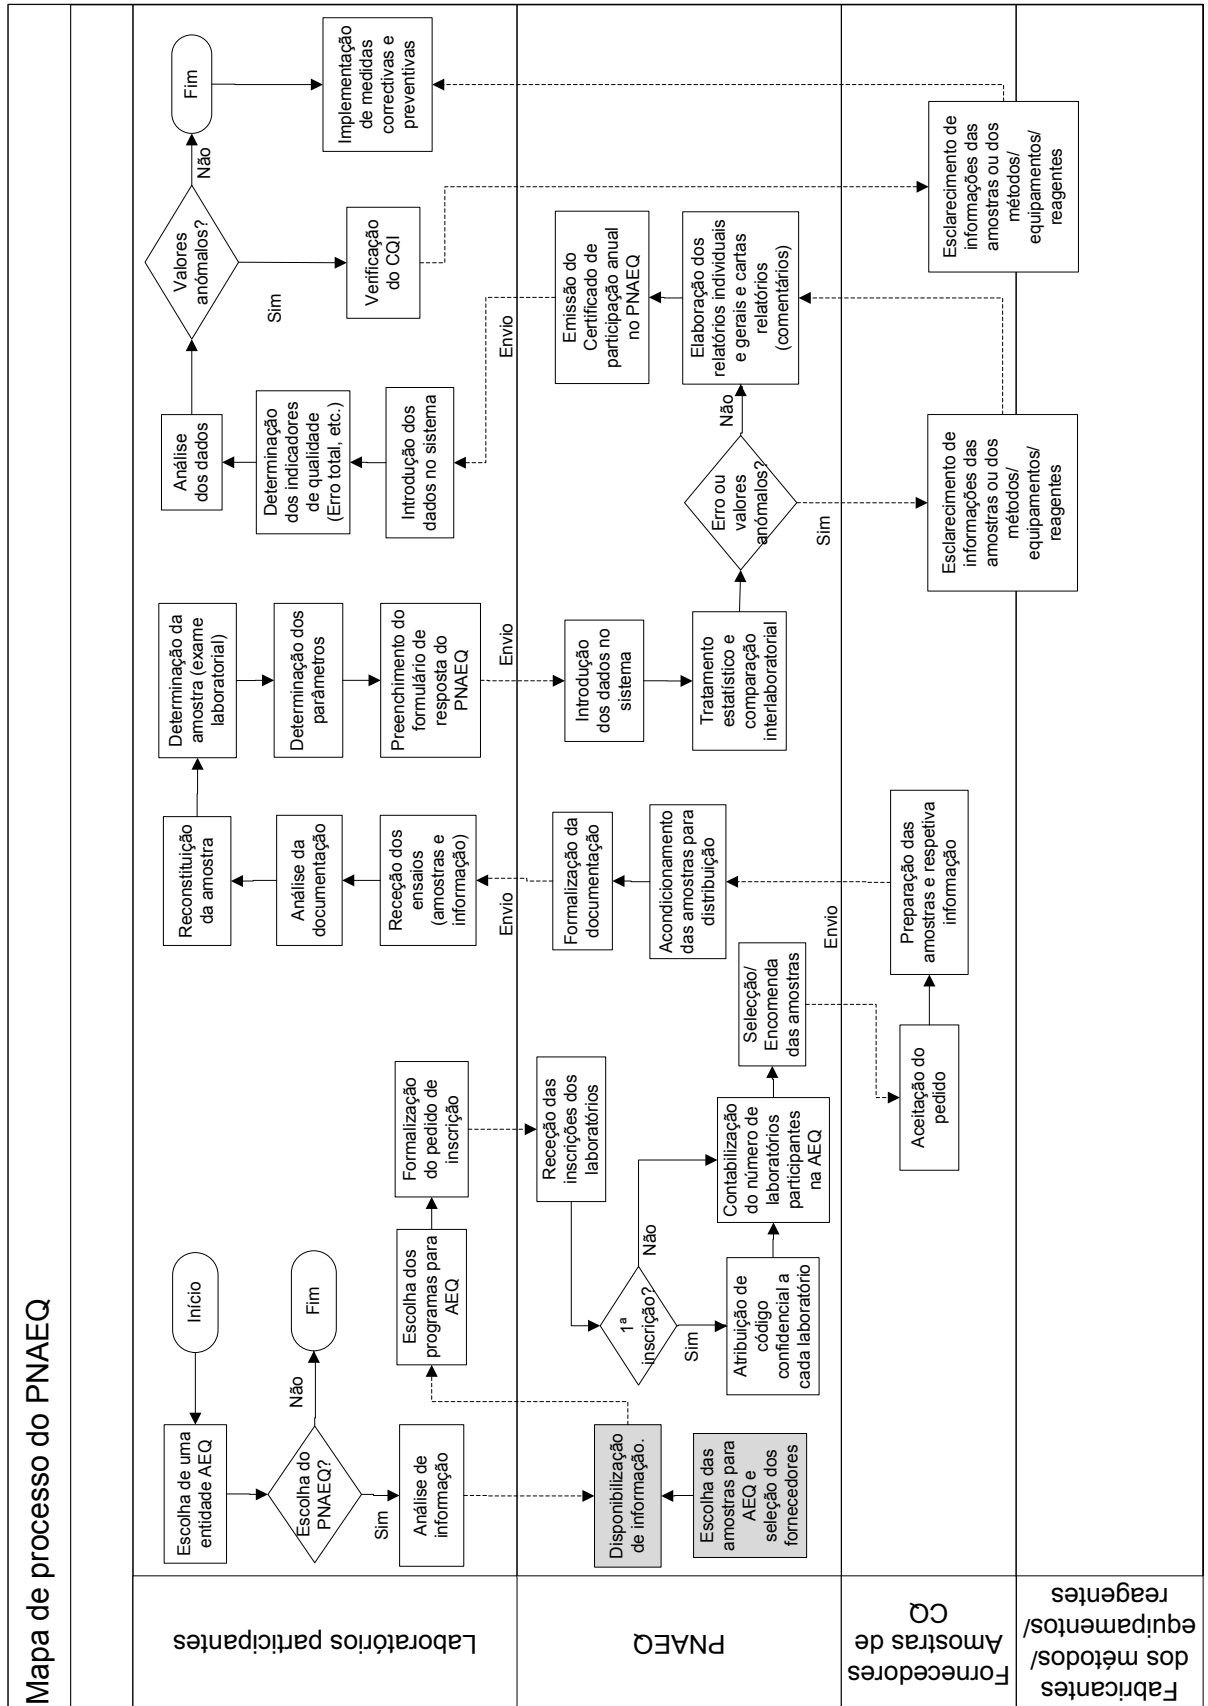 Mapa de processo do PNAEQ
Laboratórios participantes
Início
Escolha de uma
entidade AEQ
Escolha do
PNAEQ?
Não
Fim
Sim
Análise de
informação
Escolha dos
programas para
AEQ
Formalização
do pedido de
inscrição
Receção dos
ensaios
(amostras e
informação)
Análise da
documentação
Reconstituição
da amostra
Determinação da
amostra (exame
laboratorial)
Determinação dos
parâmetros
Preenchimento do
formulário de
resposta do
PNAEQ
Introdução dos
dados no sistema
Determinação
dos indicadores
de qualidade
(Erro total, etc.)
Análise
dos dados
Valores
anómalos?
Não
Fim
Sim
Verificação
do CQI
Implementação
de medidas
correctivas e
preventivas
Envio
Envio
Envio
PNAEQ
Disponibilização
de informação.
Escolha das
amostras para
AEQ e
seleção dos
fornecedores
Receção das
inscrições dos
laboratórios
1ª
inscrição?
Não
Sim
Atribuição de
código
confidencial a
cada laboratório
Contabilização
do número de
laboratórios
participantes
na AEQ
Selecção/
Encomenda
das amostras
Formalização da
documentação
Acondicionamento
das amostras para
distribuição
Introdução
dos dados no
sistema
Tratamento
estatístico e
comparação
interlaboratorial
Erro ou
valores
anómalos?
Não
Sim
Elaboração dos
relatórios individuais
e gerais e cartas
relatórios
(comentários)
Emissão do
Certificado de
participação anual
no PNAEQ
Envio
Fornecedores
Amostras de
CQ
Aceitação do
pedido
Preparação das
amostras e respetiva
informação
Esclarecimento de
informações das
amostras ou dos
métodos/
equipamentos/
reagentes
Esclarecimento de
informações das
amostras ou dos
métodos/
equipamentos/
reagentes
Fabricantes
dos métodos/
equipamentos/
reagentes